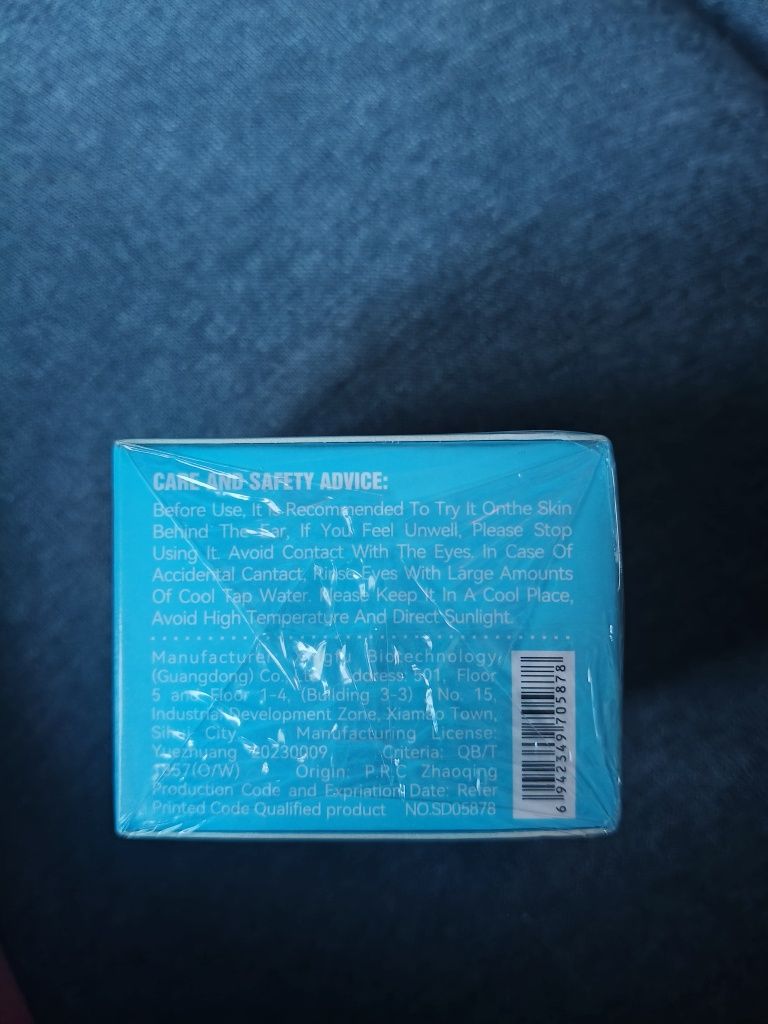 CARE AND SAFETY ADVICE:
Before Use, It Is Recommended To Try It Onthe Skin
Behind The Ear, If You Feel Unwell, Please Stop
Using It. Avoid Contact With The Eyes. In Case Of
Accidental Cantact, Rinse Eyes With Large Amounts
Of Cool Tap Water. Please Keep It In A Cool Place,
Avoid High Temperature And Direct Sunlight.
Manufacturer Biotechnology
(Guangdong) Co., Address: 501, Floor
5 and Floor 1-4, (Building 3-3) No. 15,
Industrial Development Zone, Town,
City Manufacturing License:
Yuezhuang 20230009 Criteria: QB/T
1857(O/W) Origin: P.R.C Zhaoqing
Production Code and Expriation Date: Refer
Printed Code Qualified product NO.SD05878
6942349705878